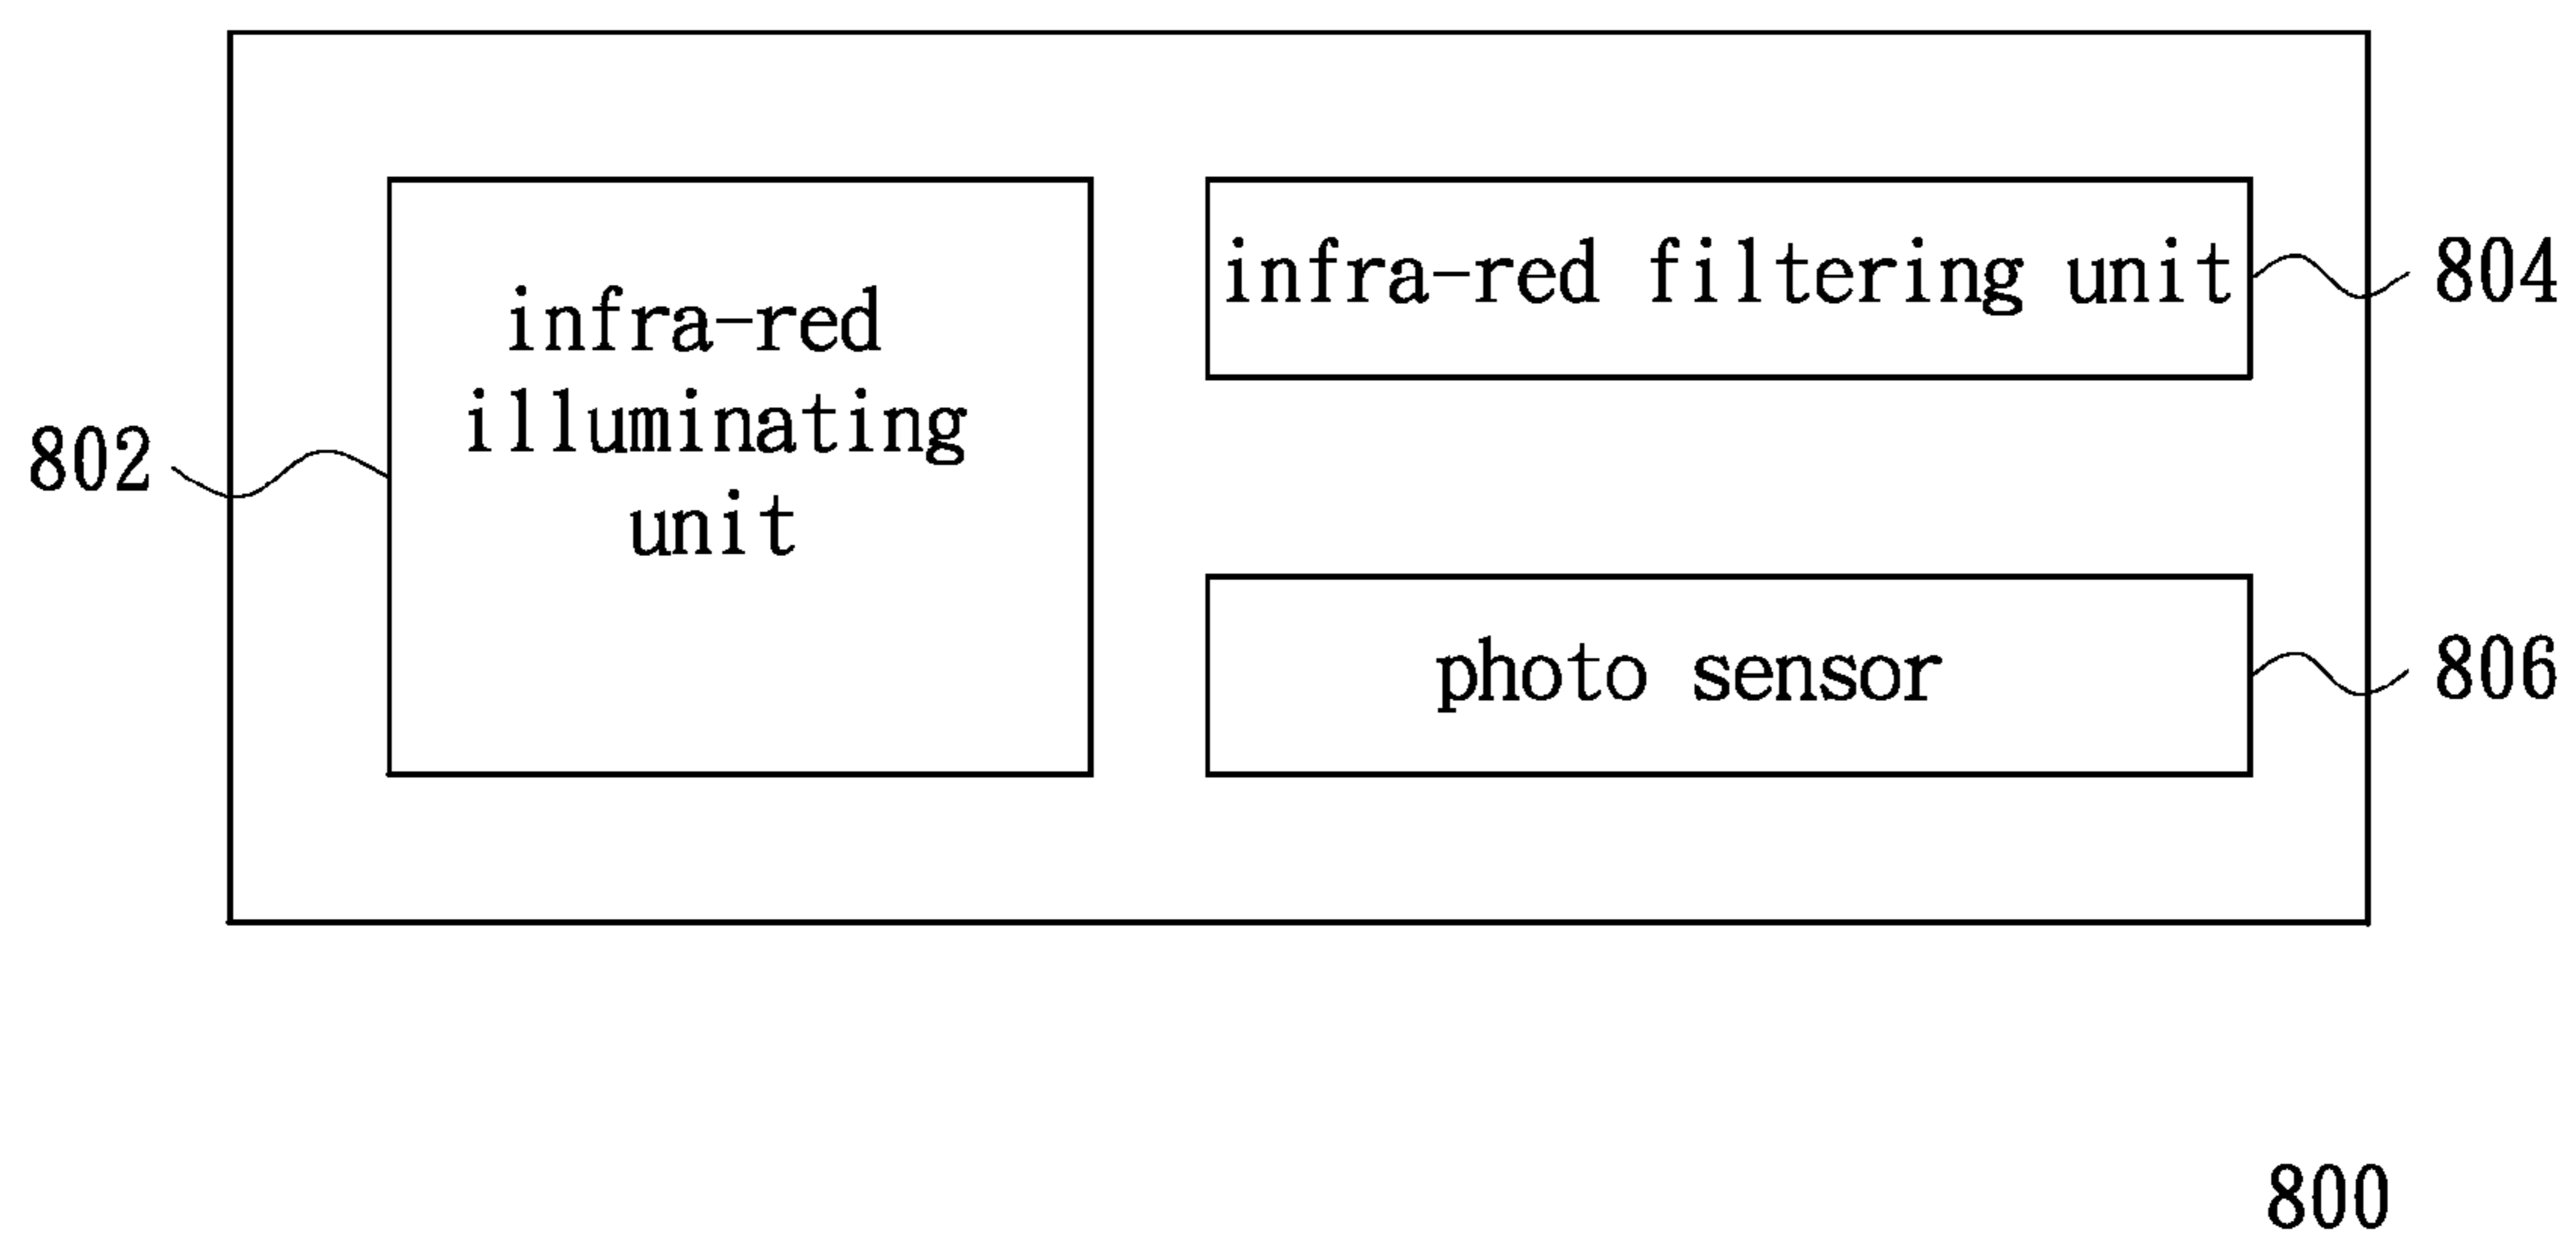 infra-red
illuminating
unit
802
infra-red filtering unit
804
photo sensor
806
800